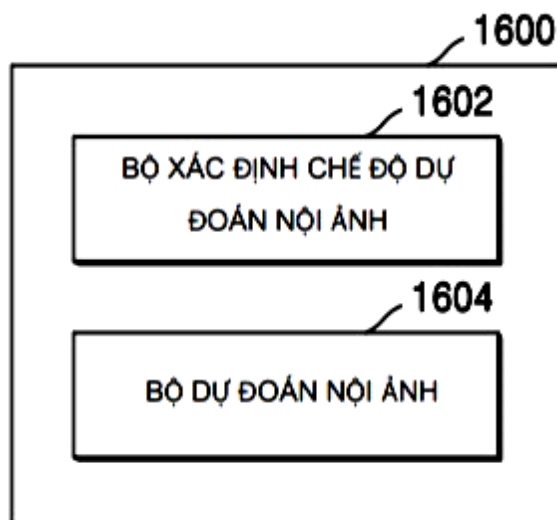 1600
1602
BỘ XÁC ĐỊNH CHẾ ĐỘ DỰ
ĐOÁN NỘI ẢNH
1604
BỘ DỰ ĐOÁN NỘI ẢNH